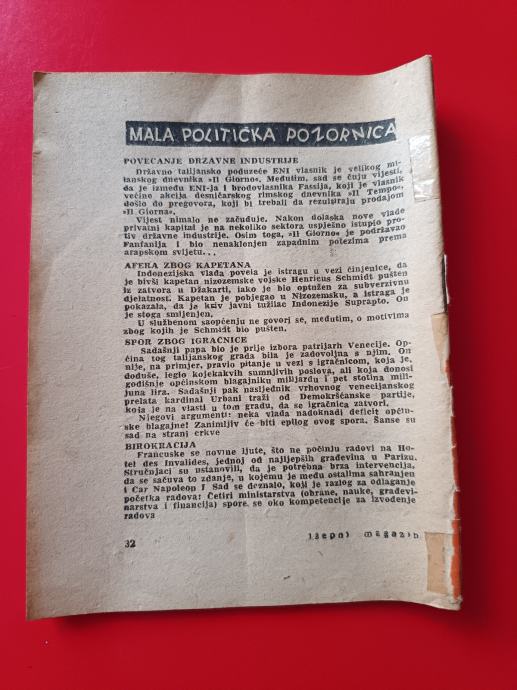 MALA POLITIČKA POZORNICA
POVEĆANJE DRŽAVNE INDUSTRIJE
Državno talijansko poduzeće ENI vlasnik je velikog mi-
lanskog dnevnika »Il Giorno«. Međutim, sad se čuju vijesti,
da je između ENI-ja i brodovlasnika Fassija, koji je vlasnik
većine akcija desničarskog rimskog dnevnika »Il Tempo«,
došlo do pregovora, koji bi trebali da rezultiraju prodajom
»Il Giorna«.
Vijest nimalo ne začuđuje. Nakon dolaska nove vlade
privatni kapital je na nekoliko sektora uspješno istupio pro-
tiv državne industrije. Osim toga, »Il Giorno« je podržavao
Fanfanija i bio nenaklonjen zapadnim potezima prema
arapskom svijetu...
AFERA ZBOG KAPETANA
Indonezijska vlada povela je istragu u vezi činjenice, da
je bivši kapetan nizozemske vojske Henricus Schmidt pušten
iz zatvora u Džakarti, iako je bio optužen za subverzivnu
djelatnost. Kapetan je pobjegao u Nizozemsku, a istraga je
pokazala, da je kriv javni tužilac Indonezije Suprapto. On
je stoga smijenjen.
U službenom saopćenju ne govori se, međutim, o motivima
zbog kojih je Schmidt bio pušten.
SPOR ZBOG IGRAČNICE
Sadašnji papa bio je prije izbora patrijarh Venecije. Op-
ćina tog talijanskog grada bila je zadovoljna s njim. On
nije, na primjer, pravio pitanje u vezi s igračnicom, koja je,
doduše, leglo kojekakvih sumnjivih poslova, ali koja donosi
godišnje općinskom blagajniku milijardu i pet stotina mili-
juna lira. Sadašnji pak nasljednik vrhovnog venecijanskog
prelata kardinal Urbani traži od Demokršćanske partije,
koja je na vlasti u tom gradu, da se igračnica zatvori.
Njegovi argumenti: neka vlada nadoknadi deficit općin-
ske blagajne! Zanimljiv će biti epilog ovog spora. Šanse su
sad na strani crkve
BIROKRACIJA
Francuske se novine ljute, što ne počinju radovi na Ho-
tel des Invalides, jednoj od najljepših građevina u Parizu.
Stručnjaci su ustanovili, da je potrebna brza intervencija,
da se sačuva to zdanje, u kojemu je među ostalima sahranjen
i Car Napoleon I Sad se doznalo, koji je razlog za odlaganje
početka radova: Četiri ministarstva (obrane, nauke, građevi-
narstva i financija) spore se oko kompetencije za izvođenje
radova
32
džepni magazin